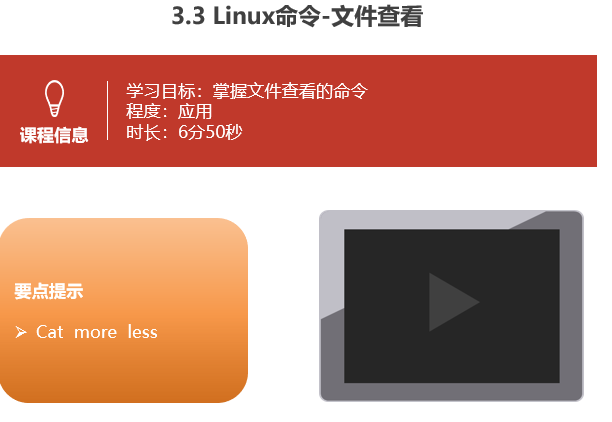 3.3 Linux命令-文件查看
课程信息
学习目标：掌握文件查看的命令
程度：应用
时长：6分50秒
要点提示
➢ Cat more less